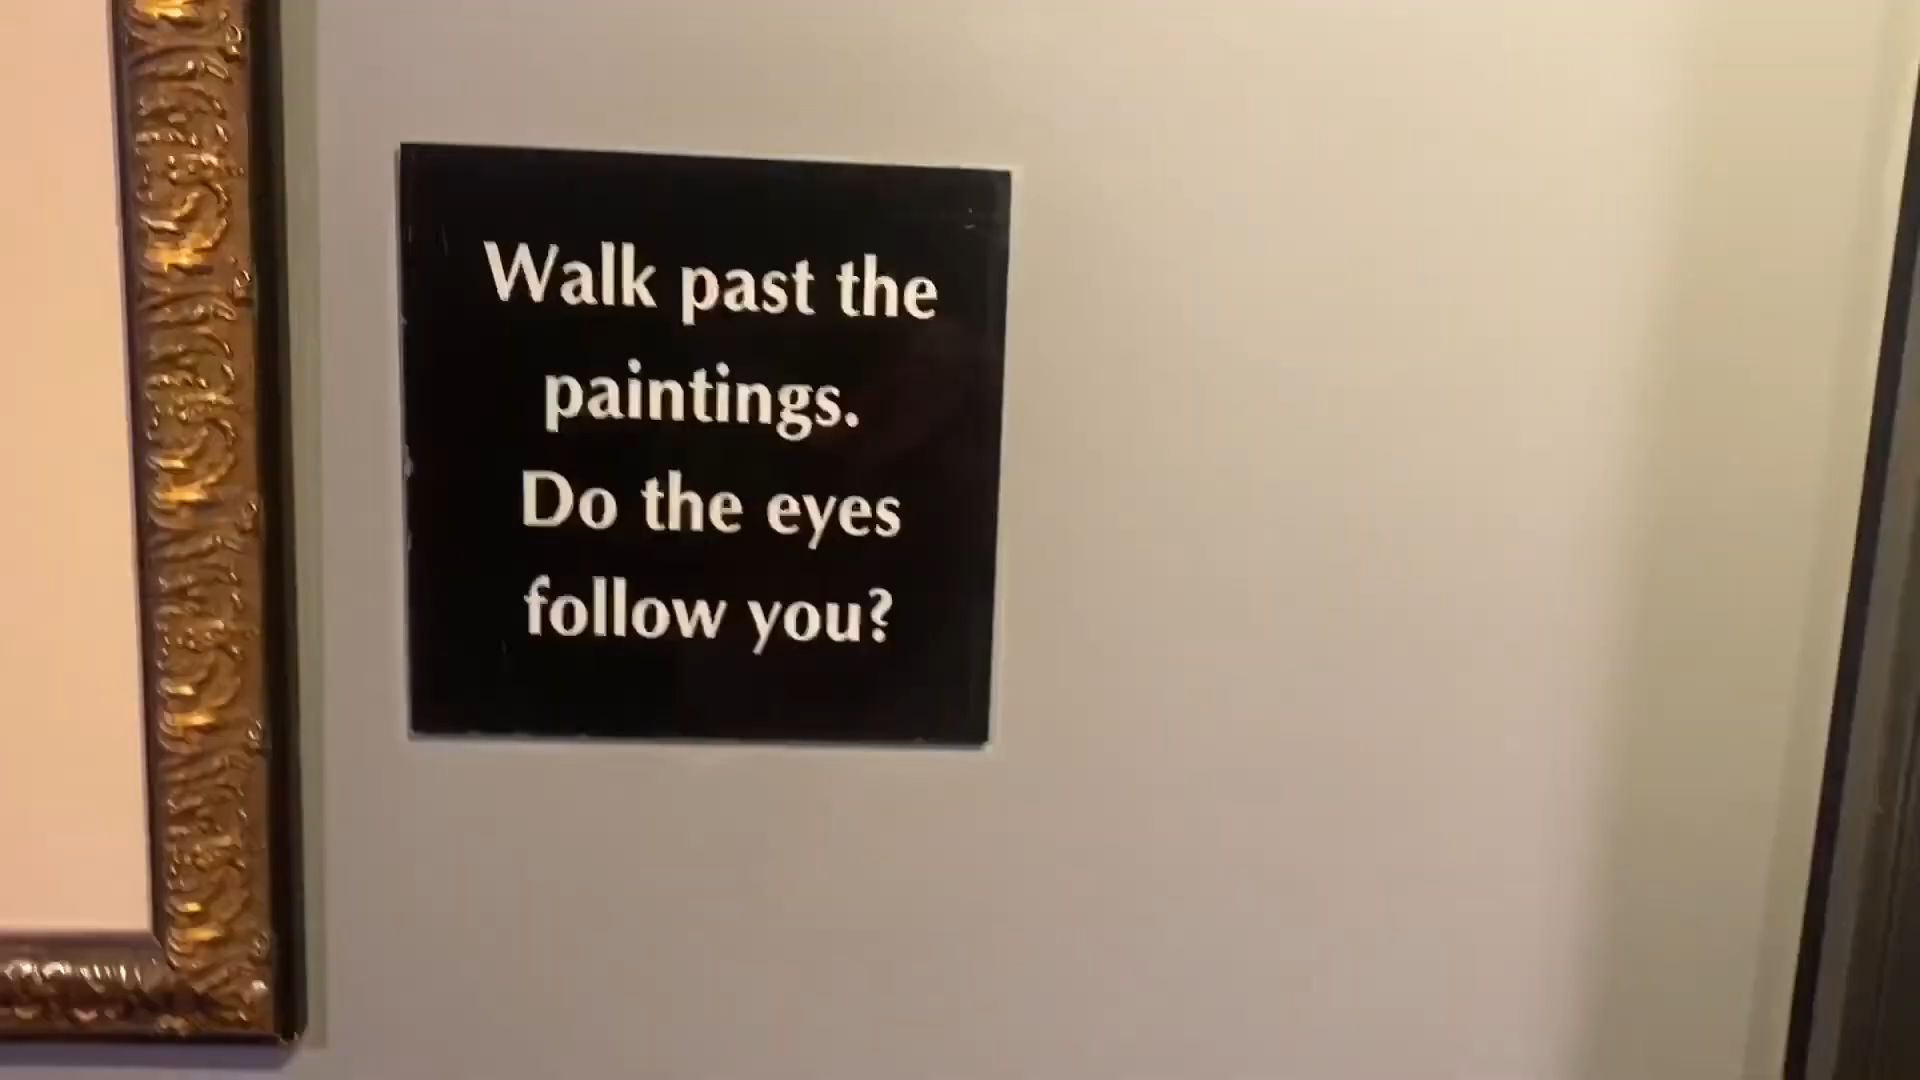 Walk past the
paintings.
Do the eyes
follow you?